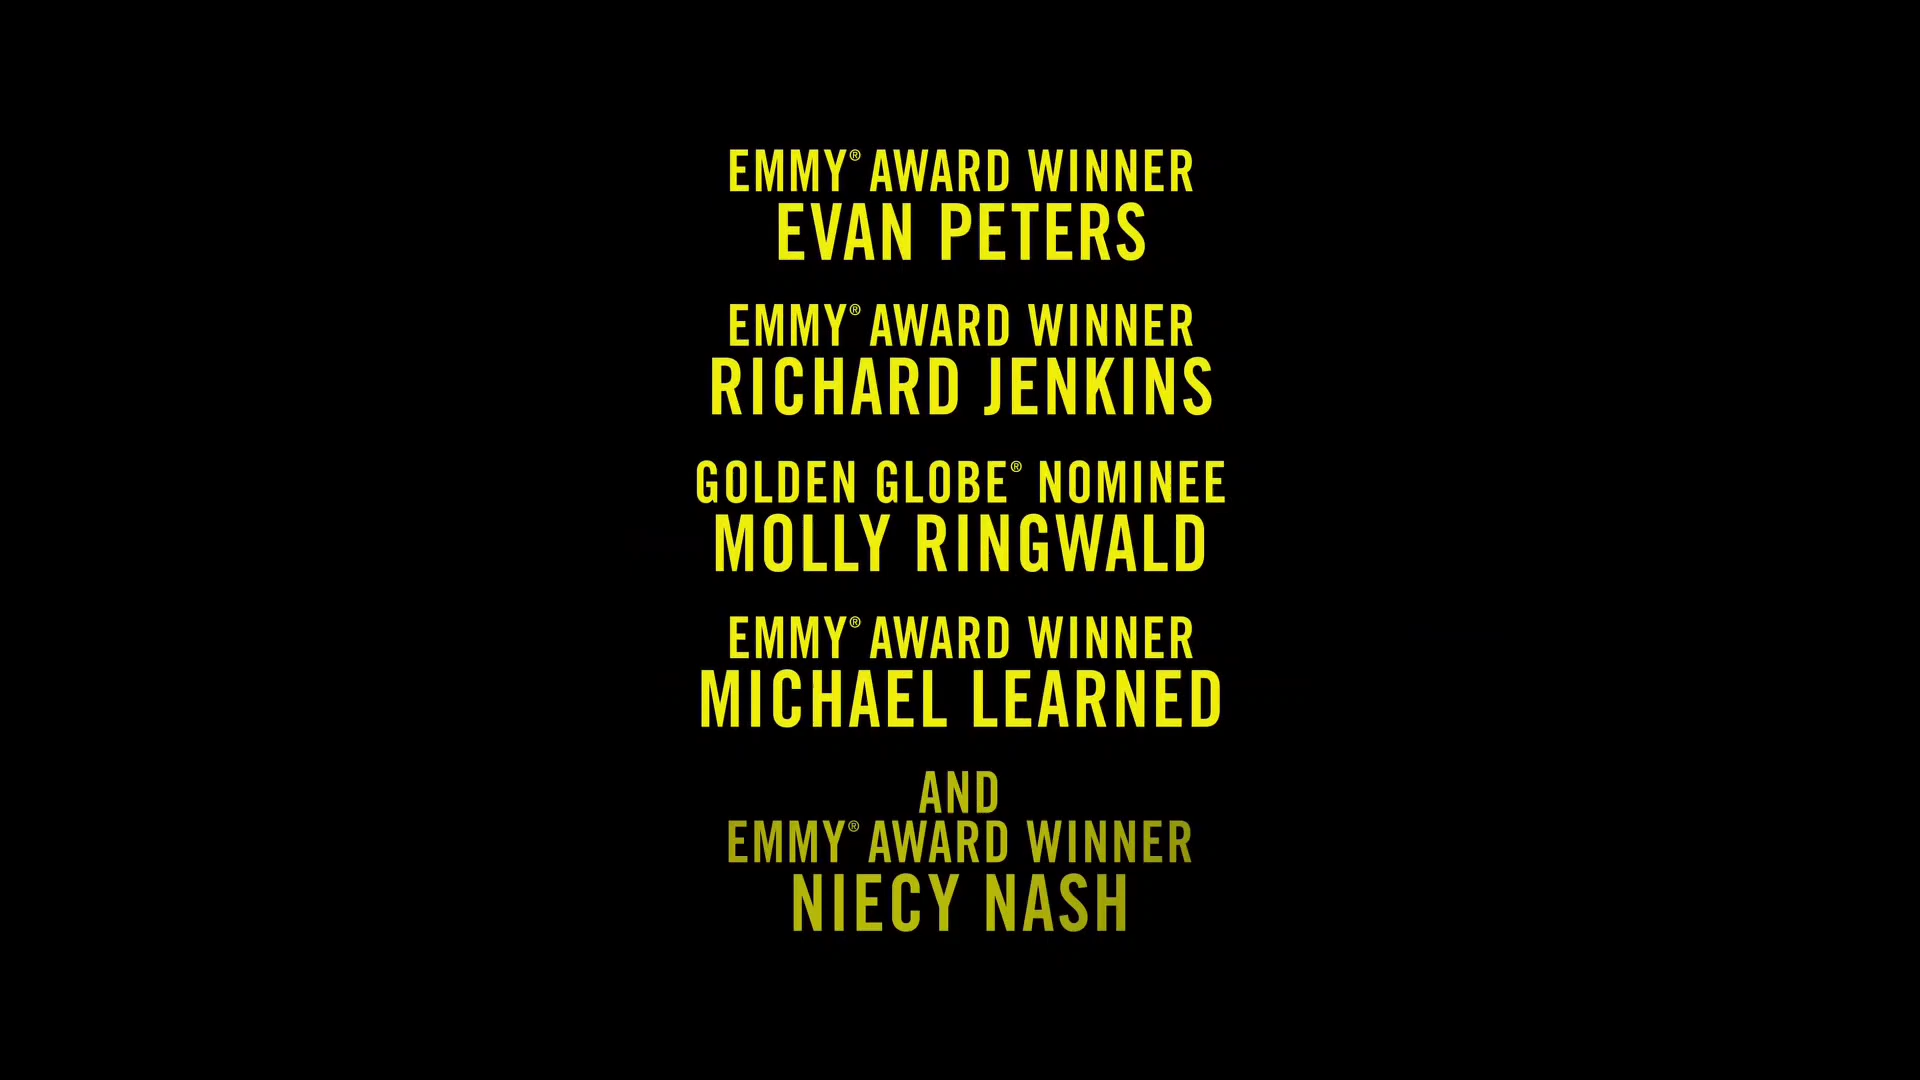 EMMY® AWARD WINNER
EVAN PETERS
EMMY® AWARD WINNER
RICHARD JENKINS
GOLDEN GLOBE® NOMINEE
MOLLY RINGWALD
EMMY® AWARD WINNER
MICHAEL LEARNED
AND
EMMY® AWARD WINNER
NIECY NASH